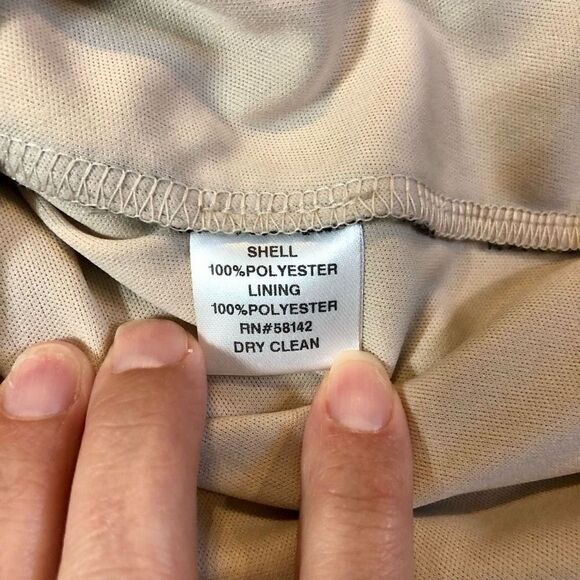 SHELL
100%POLYESTER
LINING
100%POLYESTER
RN#58142
DRY CLEAN